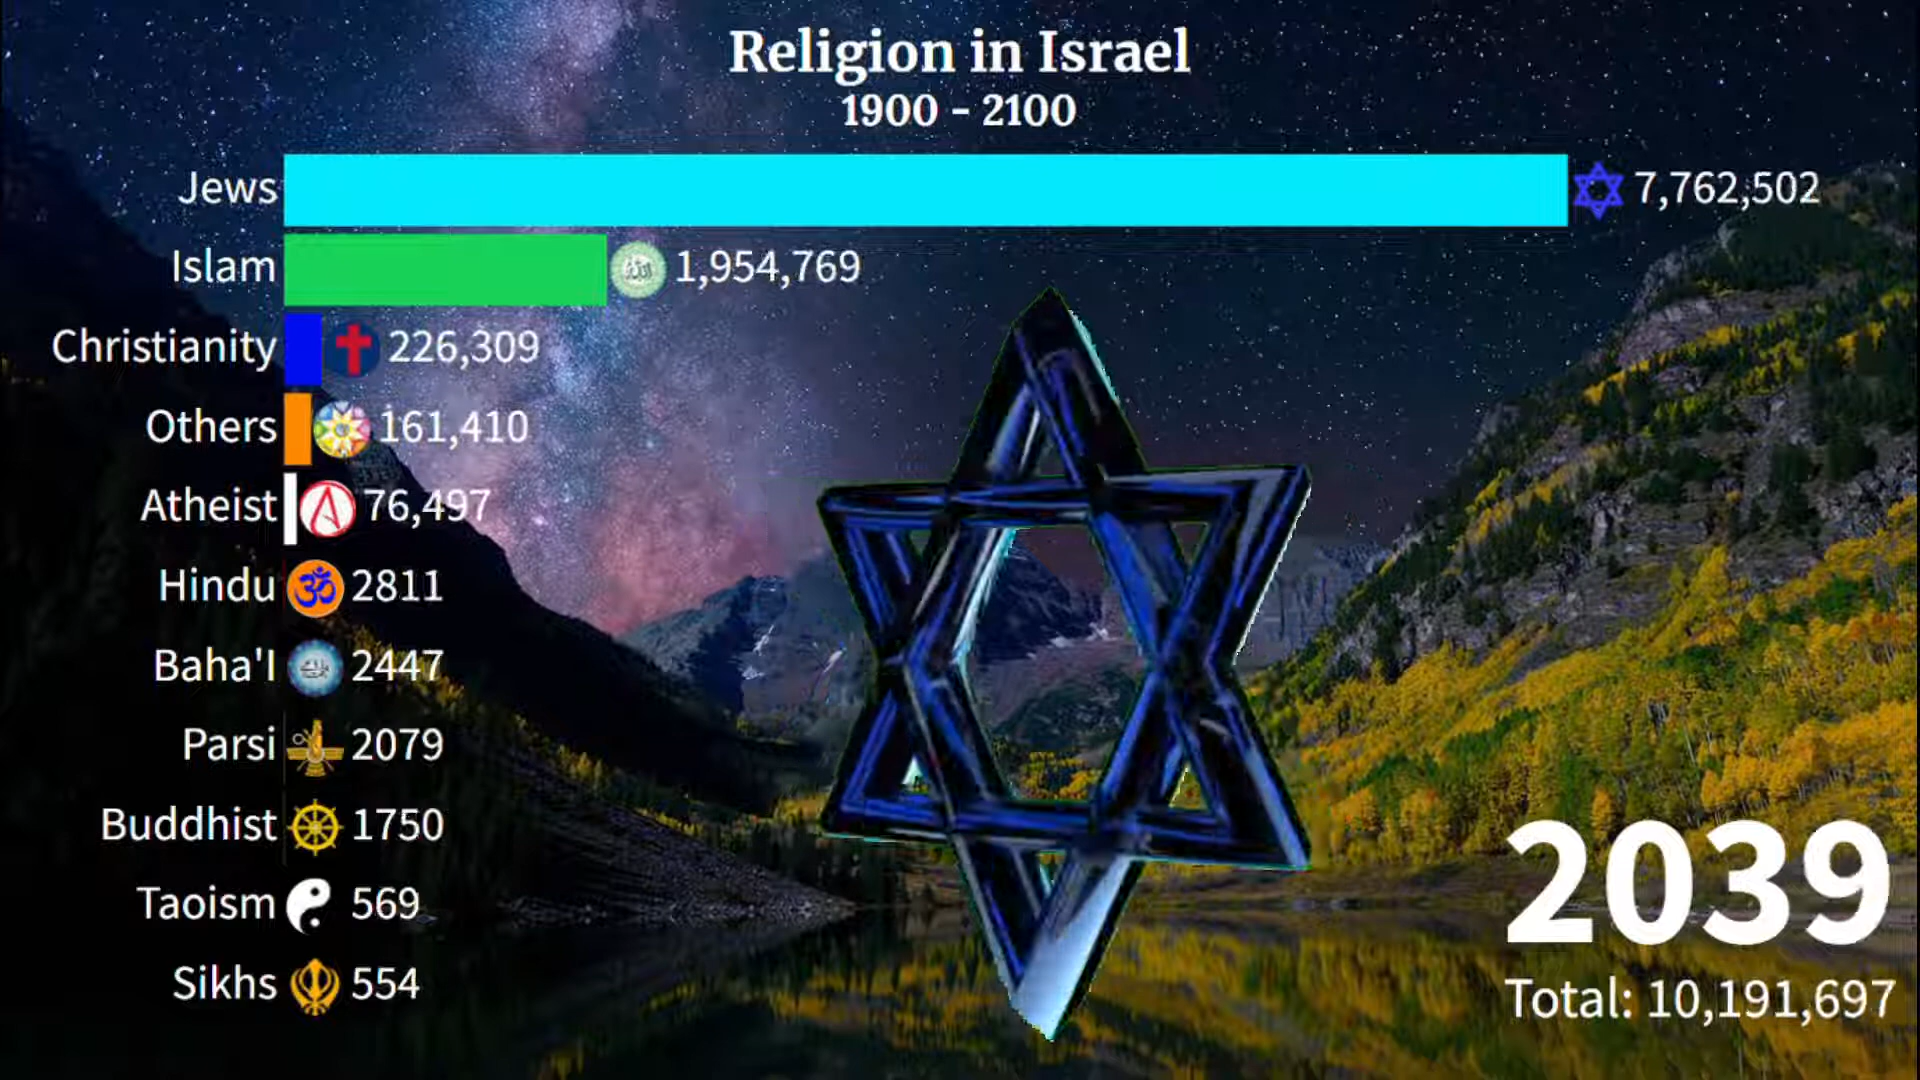 Religion in Israel
1900 - 2100
Jews 7,762,502
Islam 1,954,769
Christianity 226,309
Others 161,410
Atheist 76,497
Hindu 2811
Baha'I 2447
Parsi 2079
Buddhist 1750
Taoism 569
Sikhs 554
2039
Total: 10,191,697